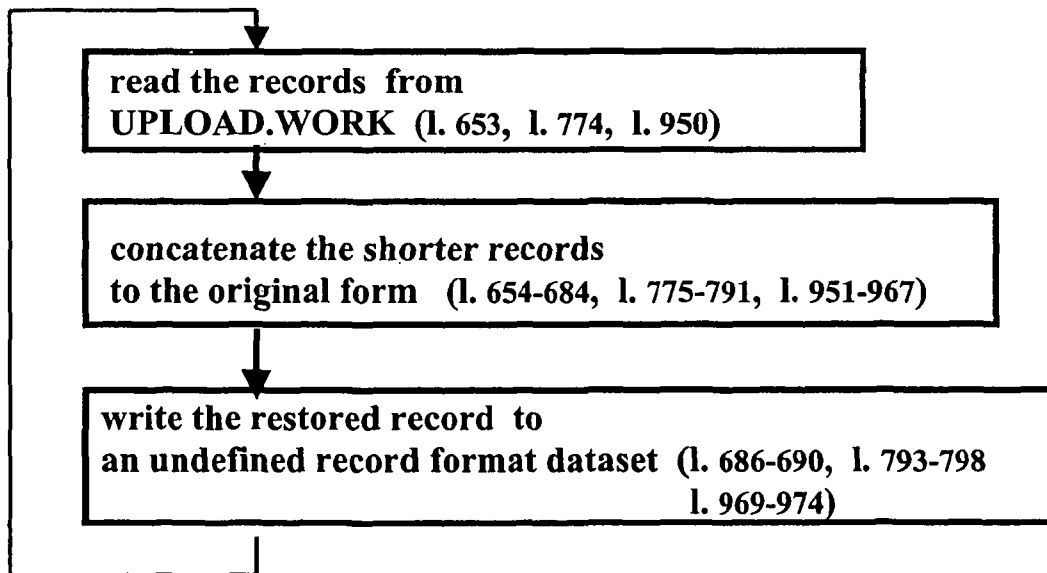 read the records from
UPLOAD.WORK (l. 653, l. 774, l. 950)
concatenate the shorter records
to the original form (l. 654-684, l. 775-791, l. 951-967)
write the restored record to
an undefined record format dataset (l. 686-690, l. 793-798
l. 969-974)